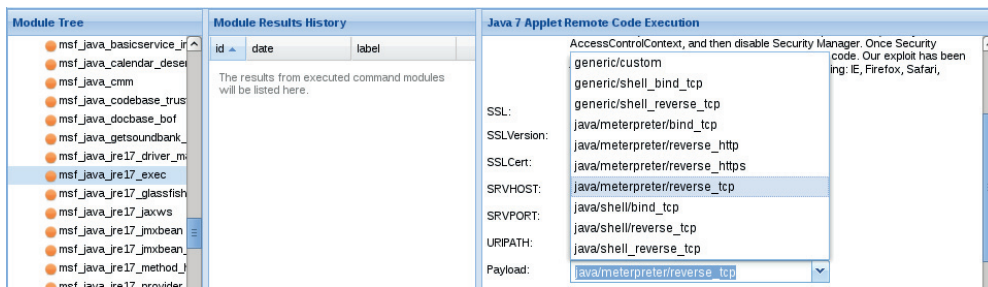 Module Tree
msf_java_basicservice_i
msf_java_calendar_dese
msf_java_cmm
msf_java_codebase_trus
msf_java_docbase_bof
msf_java_getsoundbank_
msf_java_jre17_driver_m
msf_java_jre17_exec
msf_java_jre17_glassfish
msf_java_jre17_jaxws
msf_java_jre17_jmxbean
msf_java_jre17_jmxbean_
msf_java_jre17_method_h
msf_java_jre17_provider
Module Results History
id date label
The results from executed command modules
will be listed here.
Java 7 Applet Remote Code Execution
AccessControlContext, and then disable Security Manager. Once Security
code. Our exploit has been
ing: IE, Firefox, Safari,
generic/custom
generic/shell_bind_tcp
generic/shell_reverse_tcp
java/meterpreter/bind_tcp
java/meterpreter/reverse_http
java/meterpreter/reverse_https
java/meterpreter/reverse_tcp
java/shell/bind_tcp
java/shell/reverse_tcp
java/shell_reverse_tcp
SSL:
SSLVersion:
SSLCert:
SRVHOST:
SRVPORT:
URIPATH:
Payload: java/meterpreter/reverse_tcp